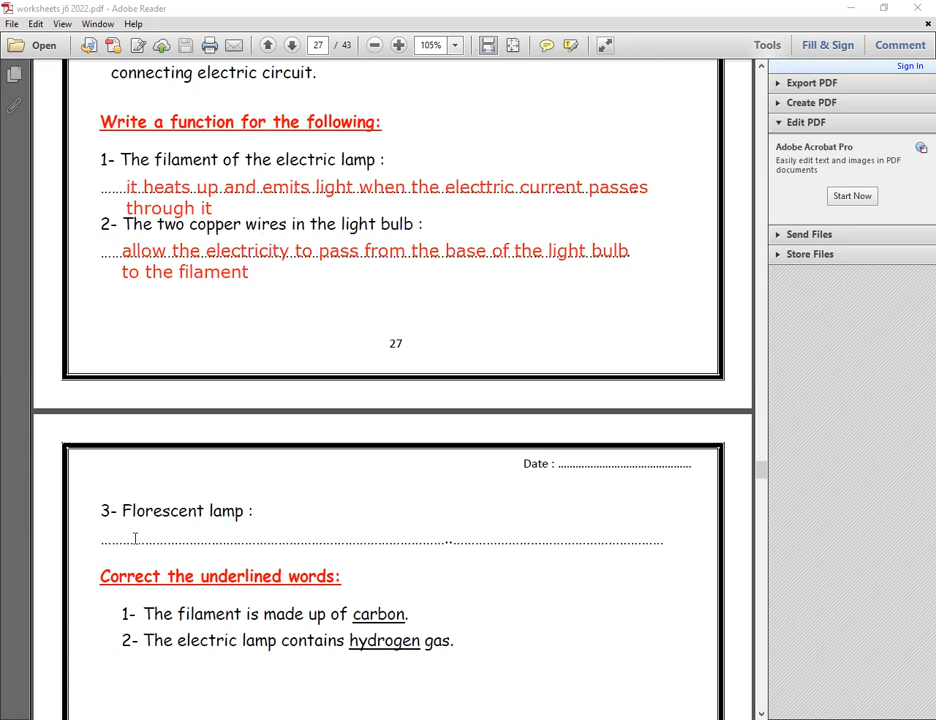 worksheets j6 2022.pdf - Adobe Reader
File Edit View Window Help
Open 27 / 43 105% Tools Fill & Sign Comment
Sign In
Export PDF
Create PDF
Edit PDF
Adobe Acrobat Pro
Easily edit text and images in PDF
documents
Start Now
Send Files
Store Files
connecting electric circuit.
Write a function for the following:
1- The filament of the electric lamp :
......it heats up and emits light when the electtric current passes
through it
2- The two copper wires in the light bulb :
.....allow the electricity to pass from the base of the light bulb.
to the filament
27
Date : ............................................
3- Florescent lamp :
................................................................................................................
Correct the underlined words:
1- The filament is made up of carbon.
2- The electric lamp contains hydrogen gas.